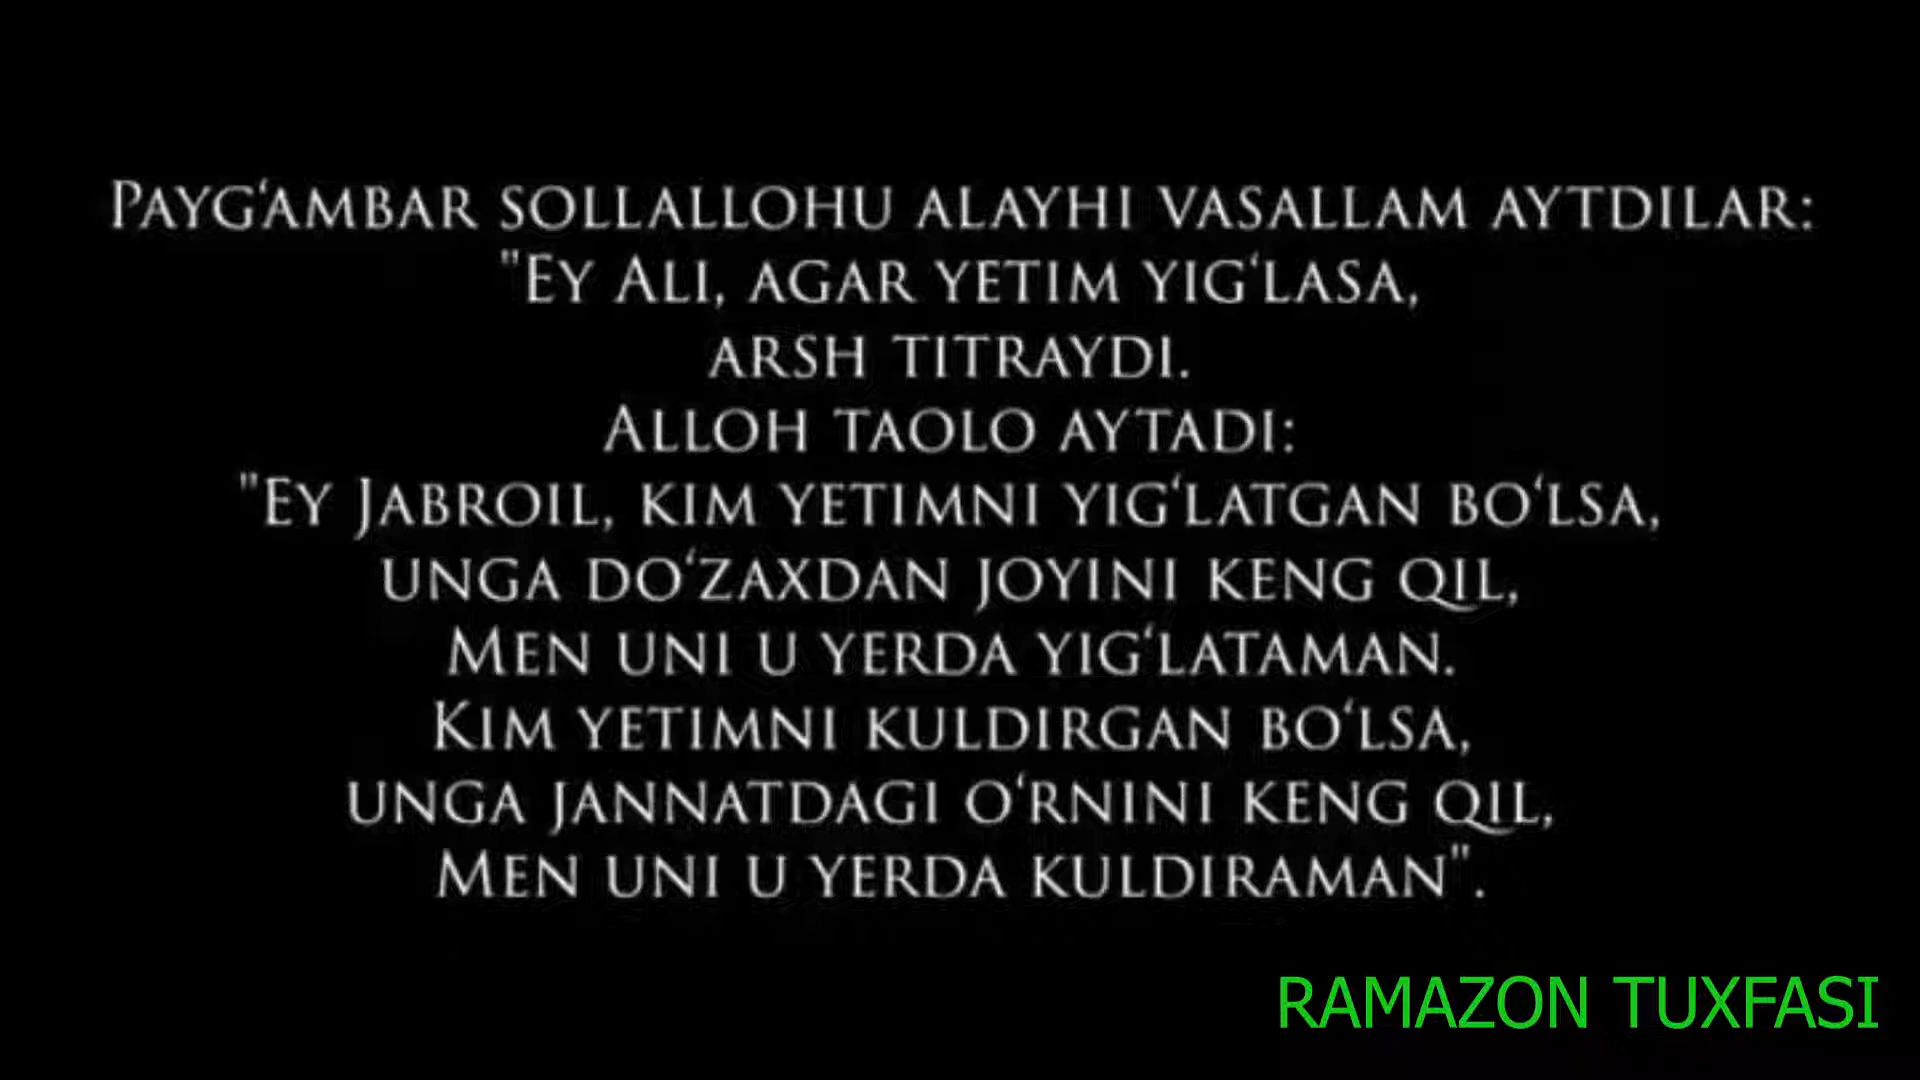 Payg‘ambar sollallohu alayhi vasallam aytdilar:
"Ey Ali, agar yetim yig‘lasa,
arsh titraydi.
Alloh taolo aytadi:
"Ey Jabroil, kim yetimni yig‘latgan bo‘lsa,
unga do‘zaxdan joyini keng qil,
Men uni u yerda yig‘lataman.
Kim yetimni kuldirgan bo‘lsa,
unga jannatdagi o‘rnini keng qil,
Men uni u yerda kuldiraman".
RAMAZON TUXFASI